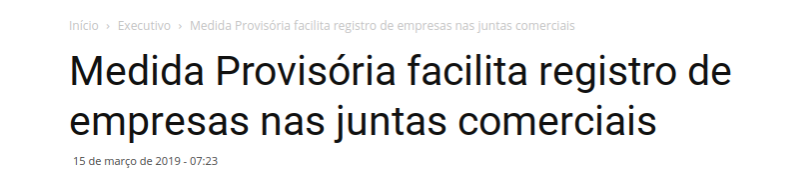 Início › Executivo › Medida Provisória facilita registro de empresas nas juntas comerciais
Medida Provisória facilita registro de
empresas nas juntas comerciais
15 de março de 2019 - 07:23